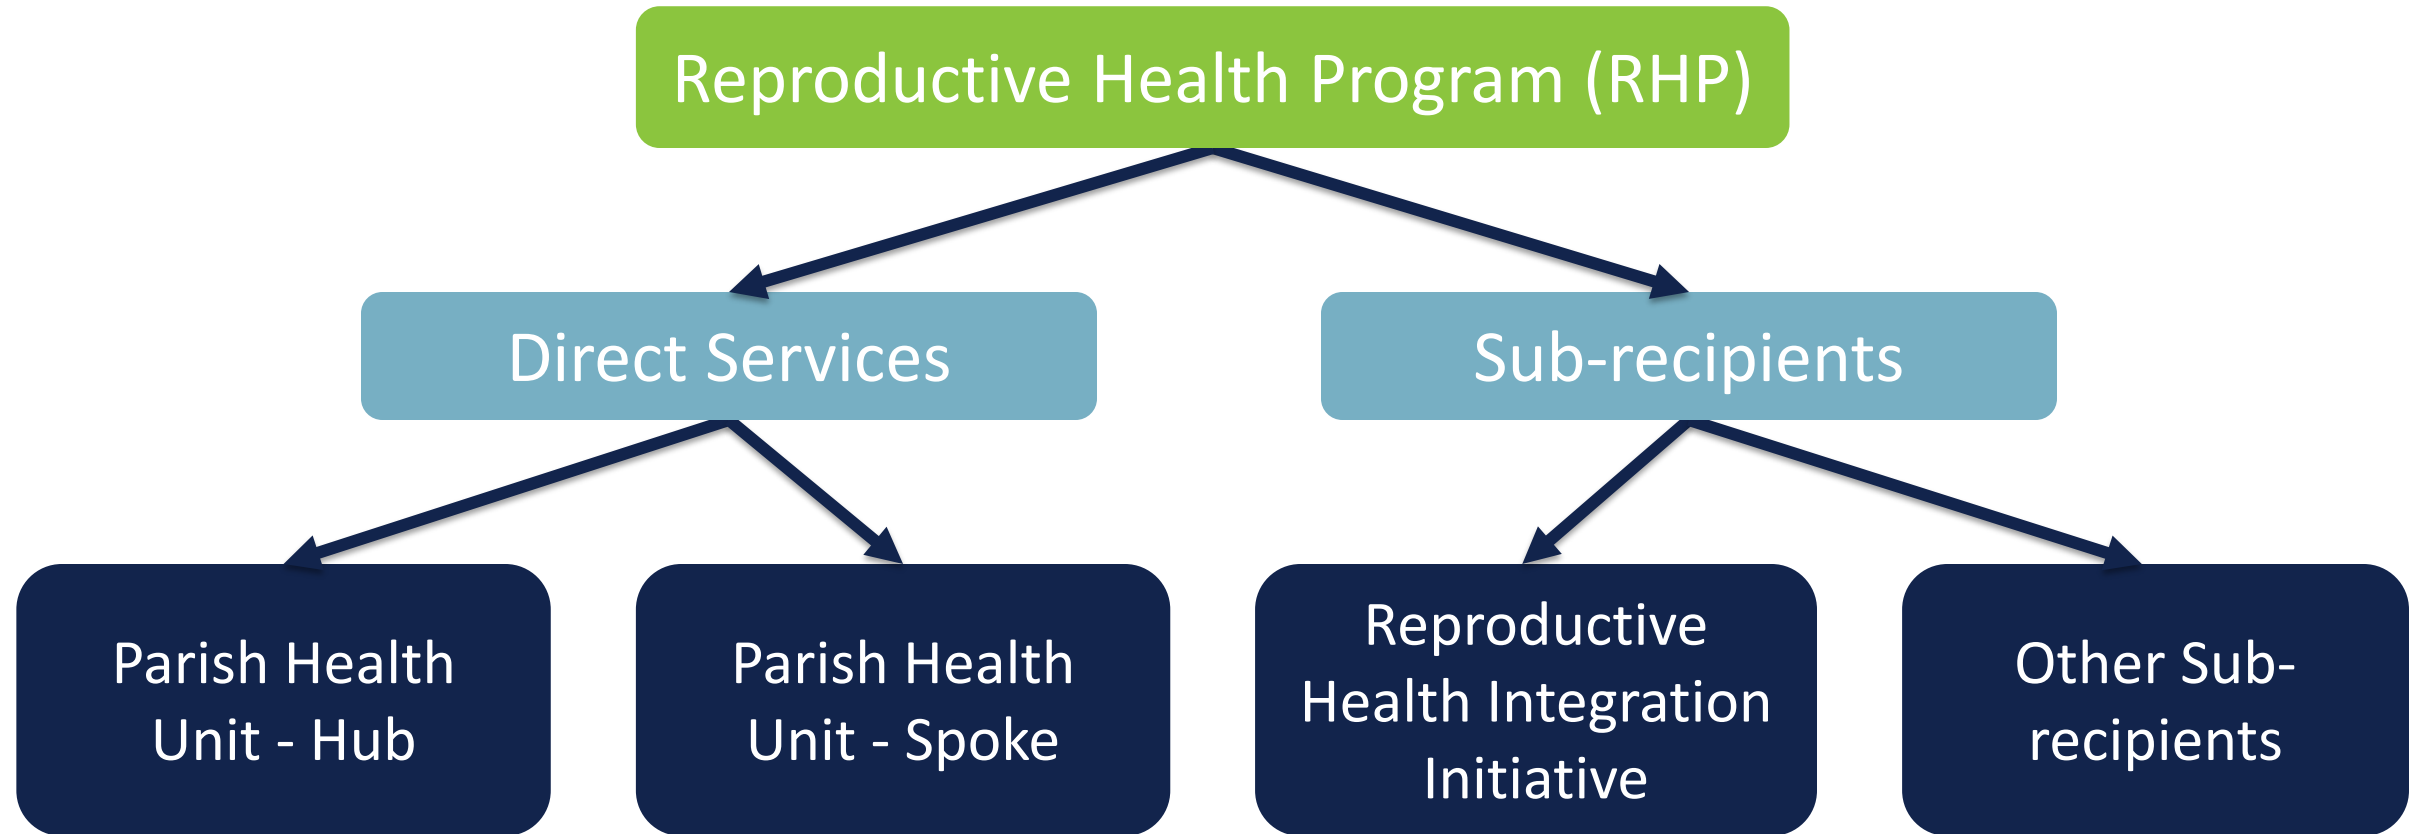 Reproductive Health Program (RHP)
Direct Services
Sub-recipients
Parish Health
Unit - Hub
Parish Health
Unit - Spoke
Reproductive
Health Integration
Initiative
Other Sub-
recipients